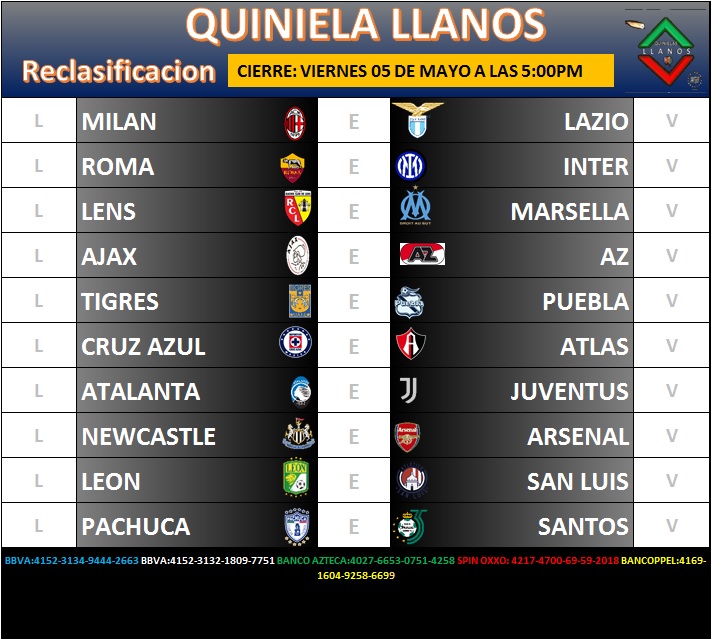 QUINIELA LLANOS
Reclasificacion
CIERRE: VIERNES 05 DE MAYO A LAS 5:00PM
QUINIELAS
LLANOS
L MILAN E LAZIO V
L ROMA E INTER V
L LENS E MARSELLA V
L AJAX E AZ V
L TIGRES E PUEBLA V
L CRUZ AZUL E ATLAS V
L ATALANTA E JUVENTUS V
L NEWCASTLE E ARSENAL V
L LEON E SAN LUIS V
L PACHUCA E SANTOS V
BBVA:4152-3134-9444-2663 BBVA:4152-3132-1809-7751 BANCO AZTECA:4027-6653-0751-4258 SPIN OXXO: 4217-4700-69-59-2018 BANCOPPEL:4169-
1604-9258-6699